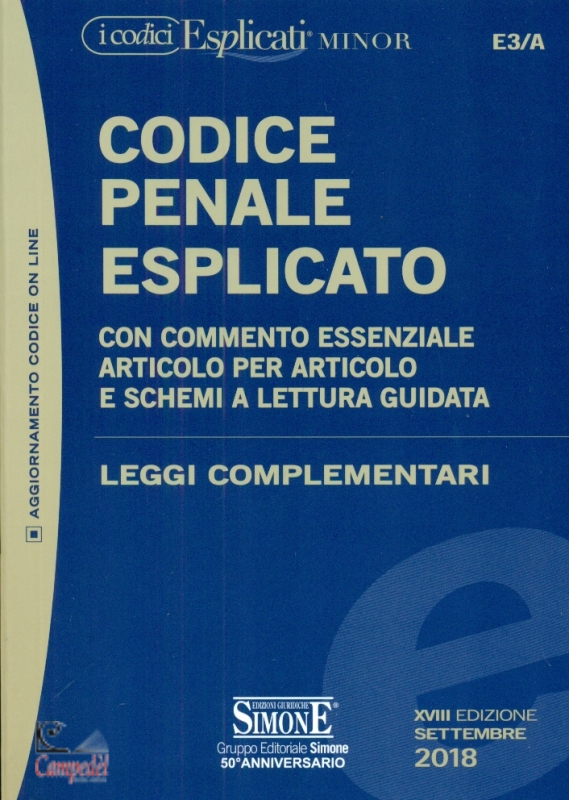 i codici Esplicati® MINOR
E3/A
CODICE
PENALE
ESPLICATO
CON COMMENTO ESSENZIALE
ARTICOLO PER ARTICOLO
E SCHEMI A LETTURA GUIDATA
LEGGI COMPLEMENTARI
AGGIORNAMENTO CODICE ON LINE
e
EDIZIONI GIURIDICHE
SIMONE®
Gruppo Editoriale Simone
50° ANNIVERSARIO
XVIII EDIZIONE
SETTEMBRE
2018
Campedel